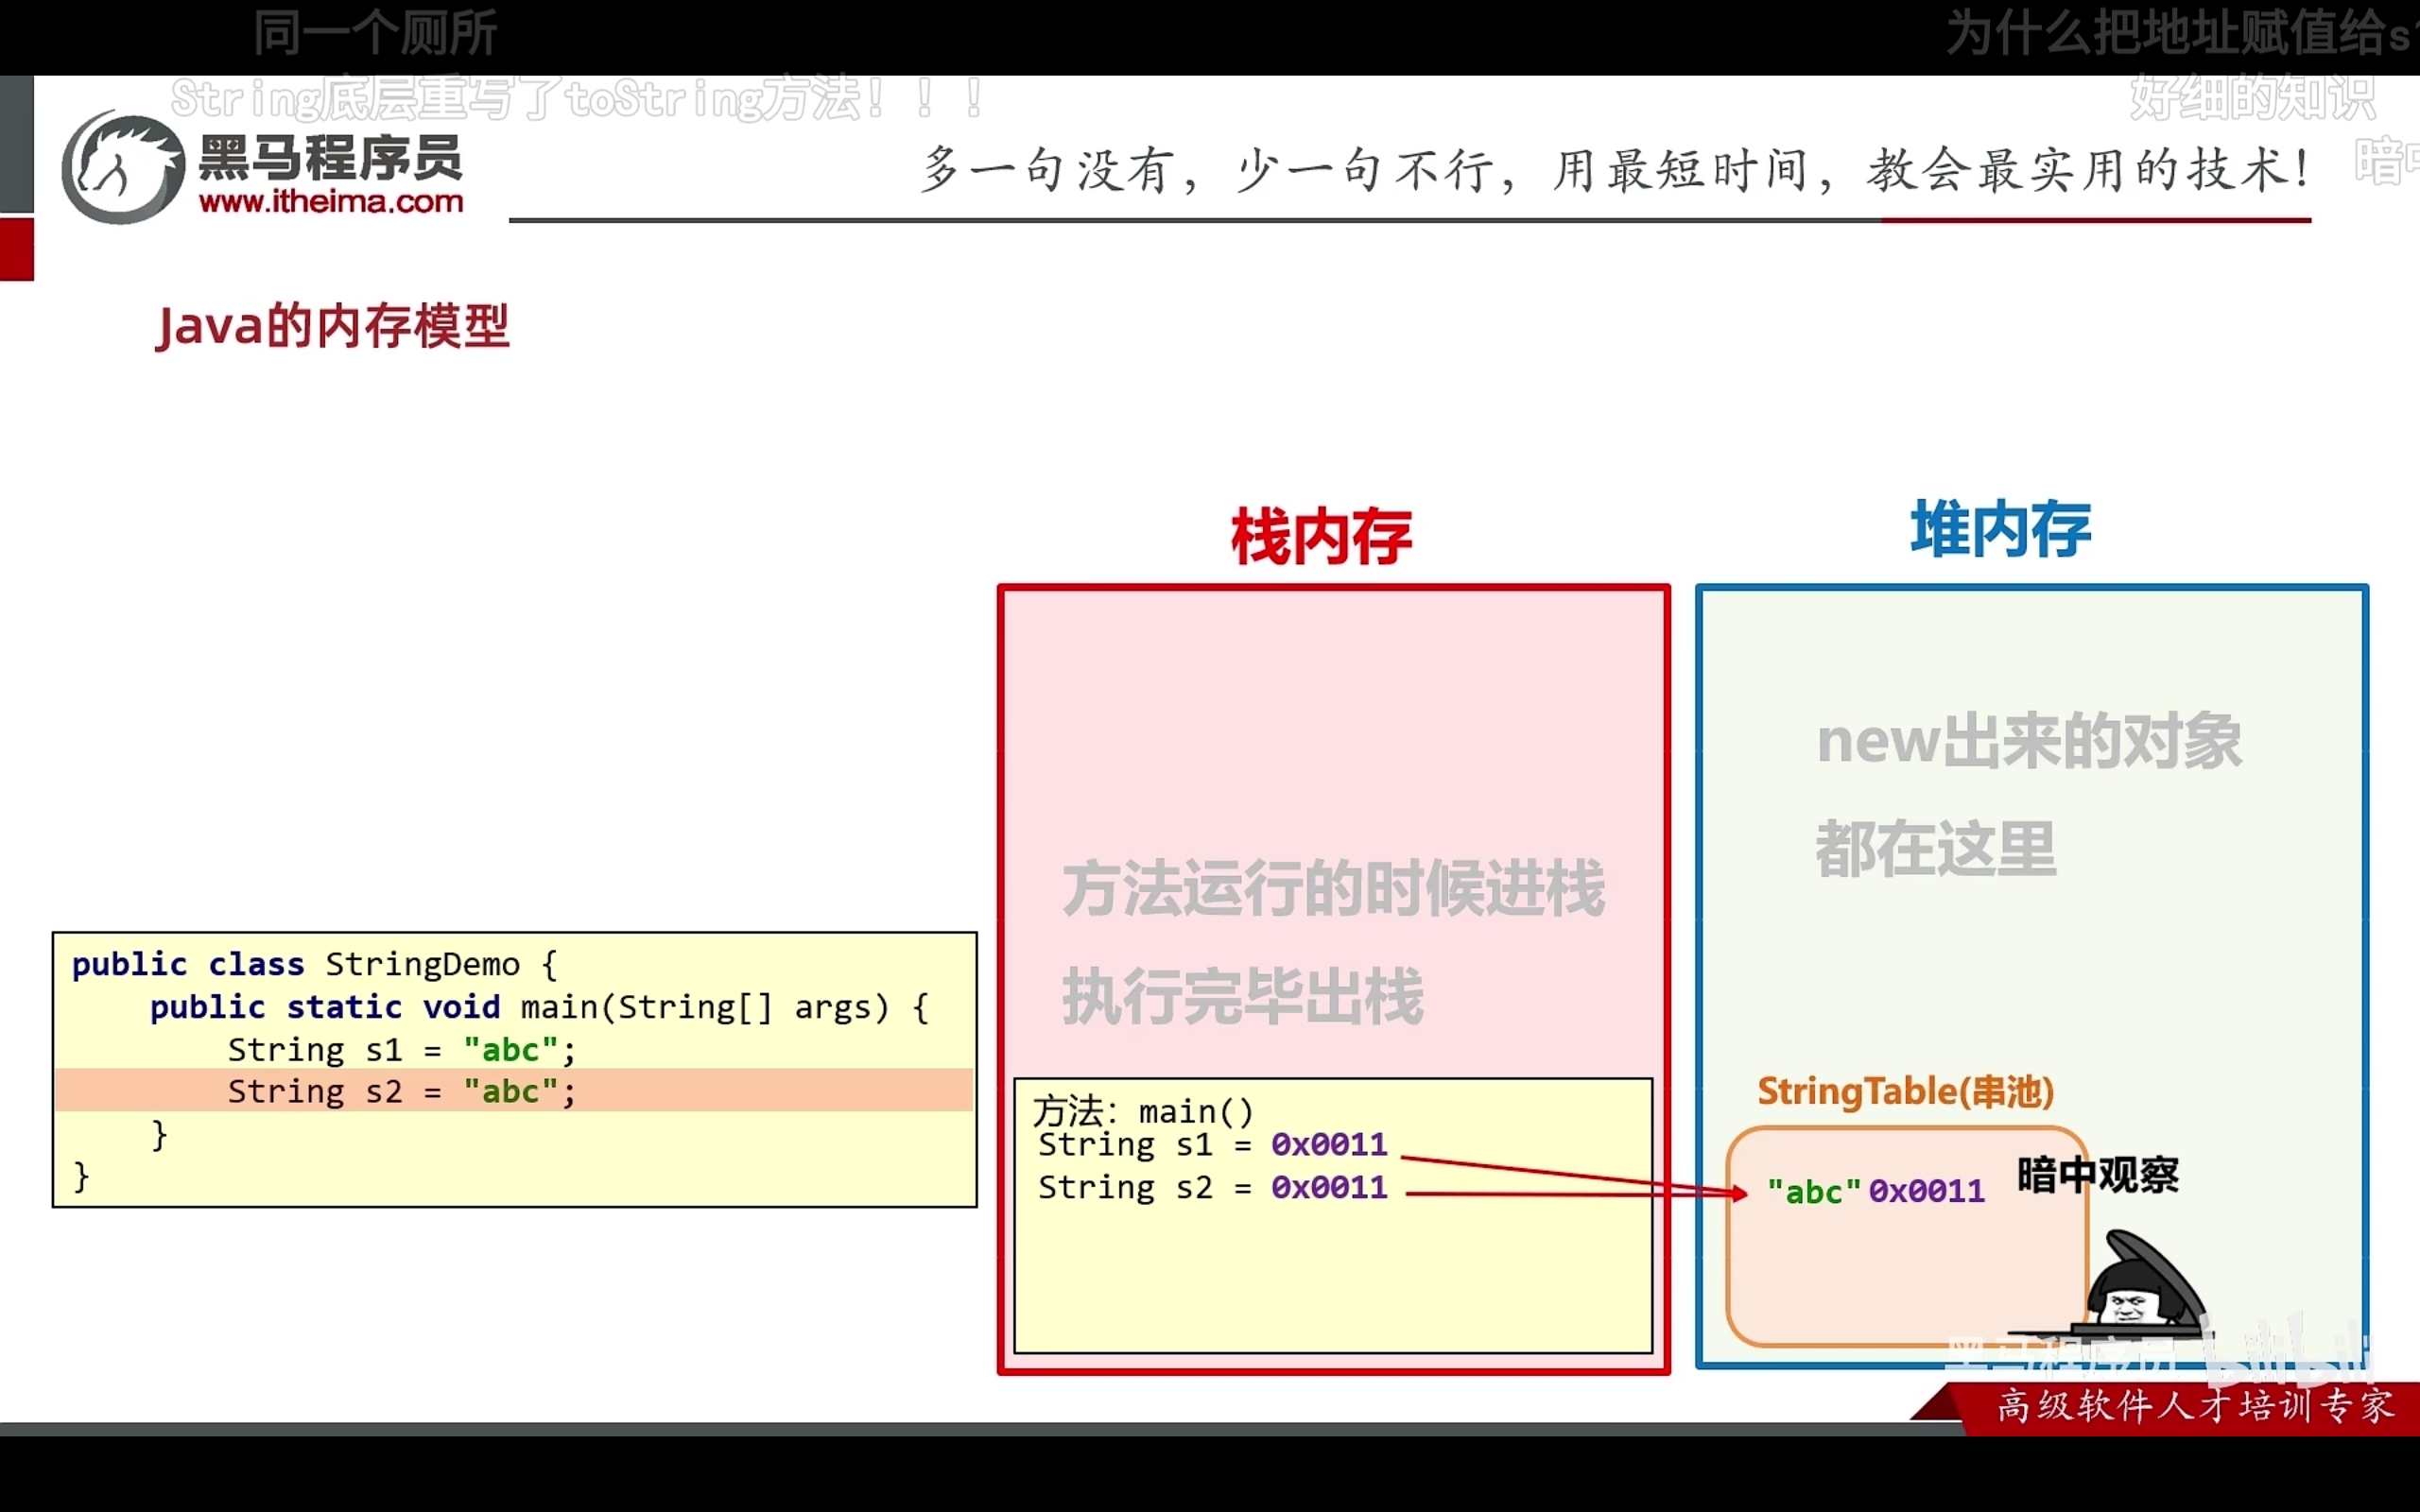 同一个厕所
为什么把地址赋值给s1
String底层重写了toString方法！！！
好细的知识
暗中
黑马程序员
www.itheima.com
多一句没有，少一句不行，用最短时间，教会最实用的技术！
Java的内存模型
栈内存
堆内存
new出来的对象
都在这里
方法运行的时候进栈
执行完毕出栈
public class StringDemo {
    public static void main(String[] args) {
        String s1 = "abc";
        String s2 = "abc";
    }
}
方法：main()
String s1 = 0x0011
String s2 = 0x0011
StringTable(串池)
"abc" 0x0011
暗中观察
黑马程序员 bilibili
高级软件人才培训专家